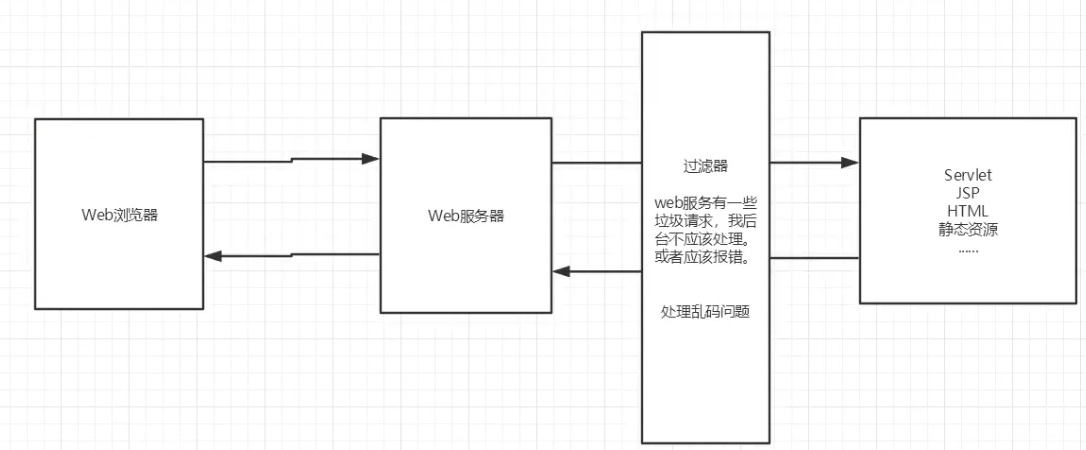 Web浏览器
Web服务器
过滤器
web服务有一些
垃圾请求，我后
台不应该处理。
或者应该报错。
处理乱码问题
Servlet
JSP
HTML
静态资源
......